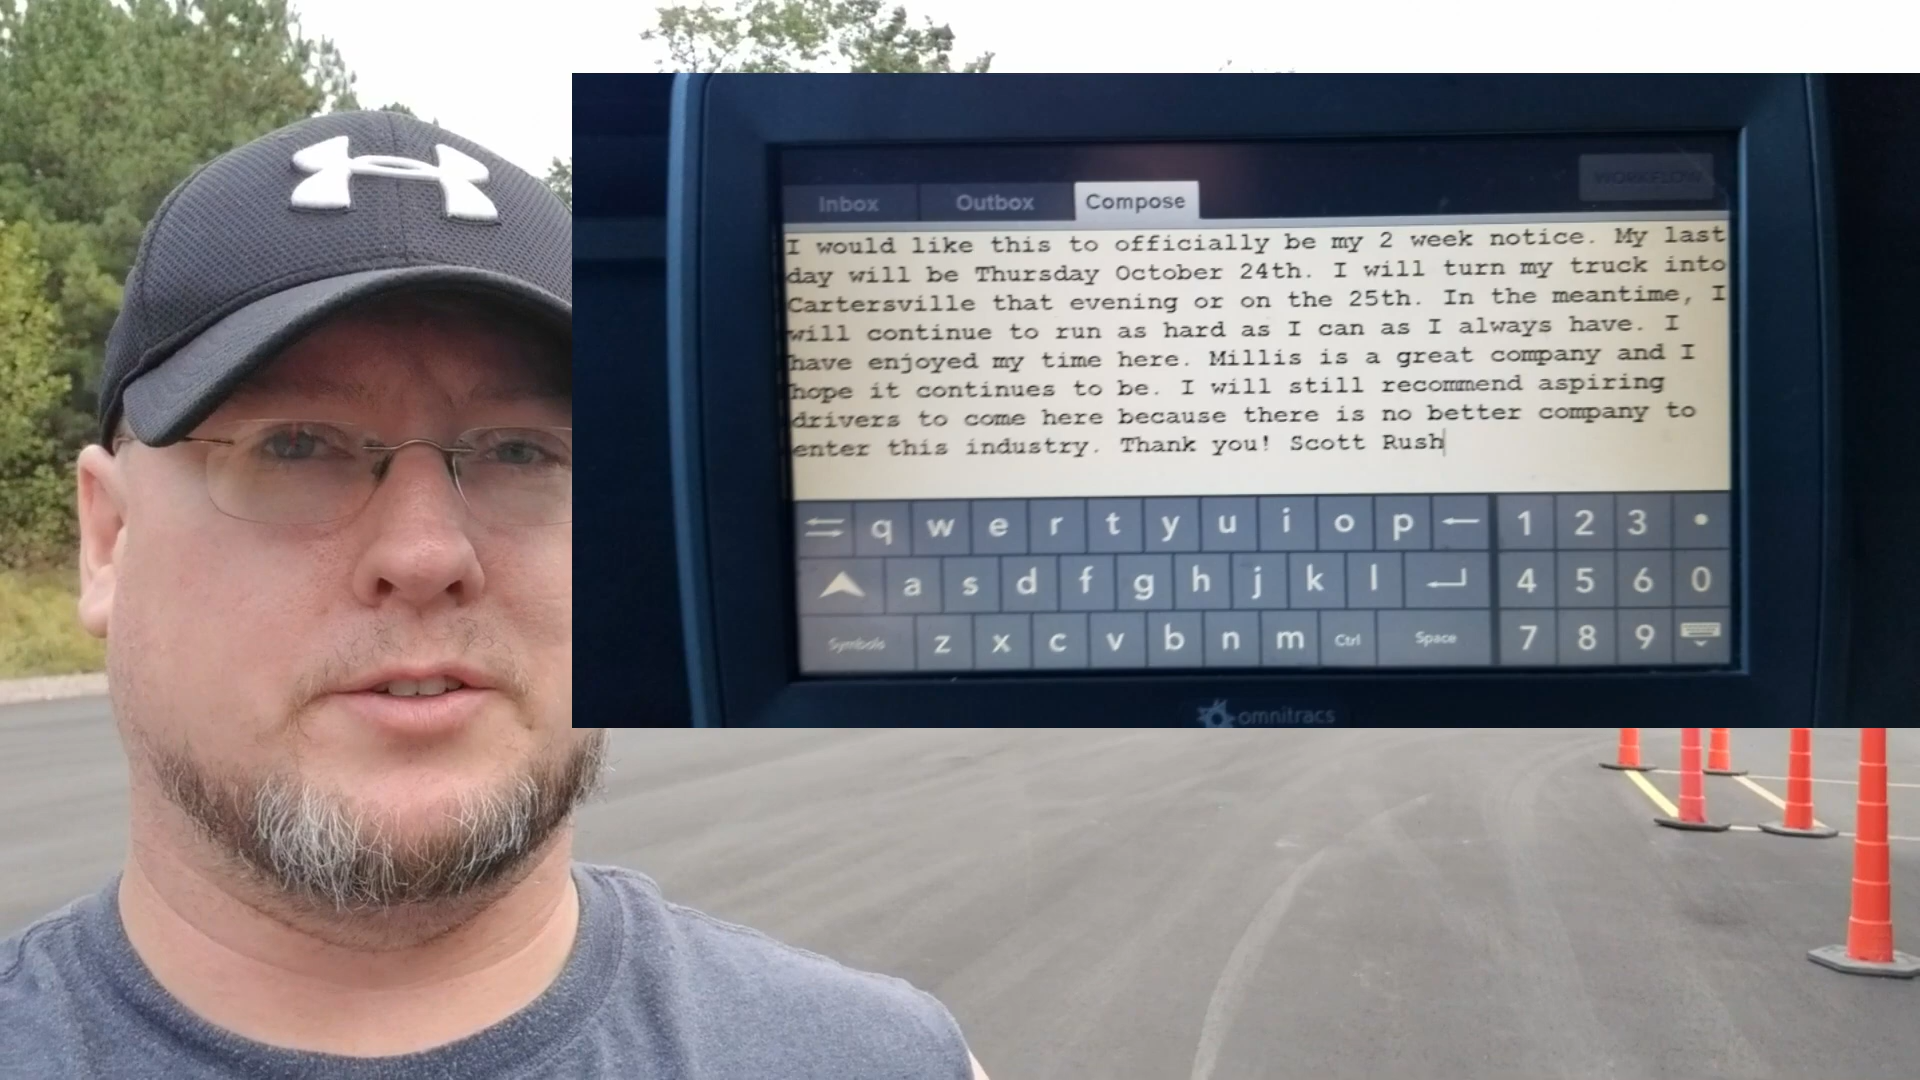 WORKFLOW
Inbox Outbox Compose
I would like this to officially be my 2 week notice. My last
day will be Thursday October 24th. I will turn my truck into
Cartersville that evening or on the 25th. In the meantime, I
will continue to run as hard as I can as I always have. I
have enjoyed my time here. Millis is a great company and I
hope it continues to be. I will still recommend aspiring
drivers to come here because there is no better company to
enter this industry. Thank you! Scott Rush
q w e r t y u i o p 1 2 3 .
a s d f g h j k l 4 5 6 0
Symbols z x c v b n m Ctrl Space 7 8 9
omnitracs